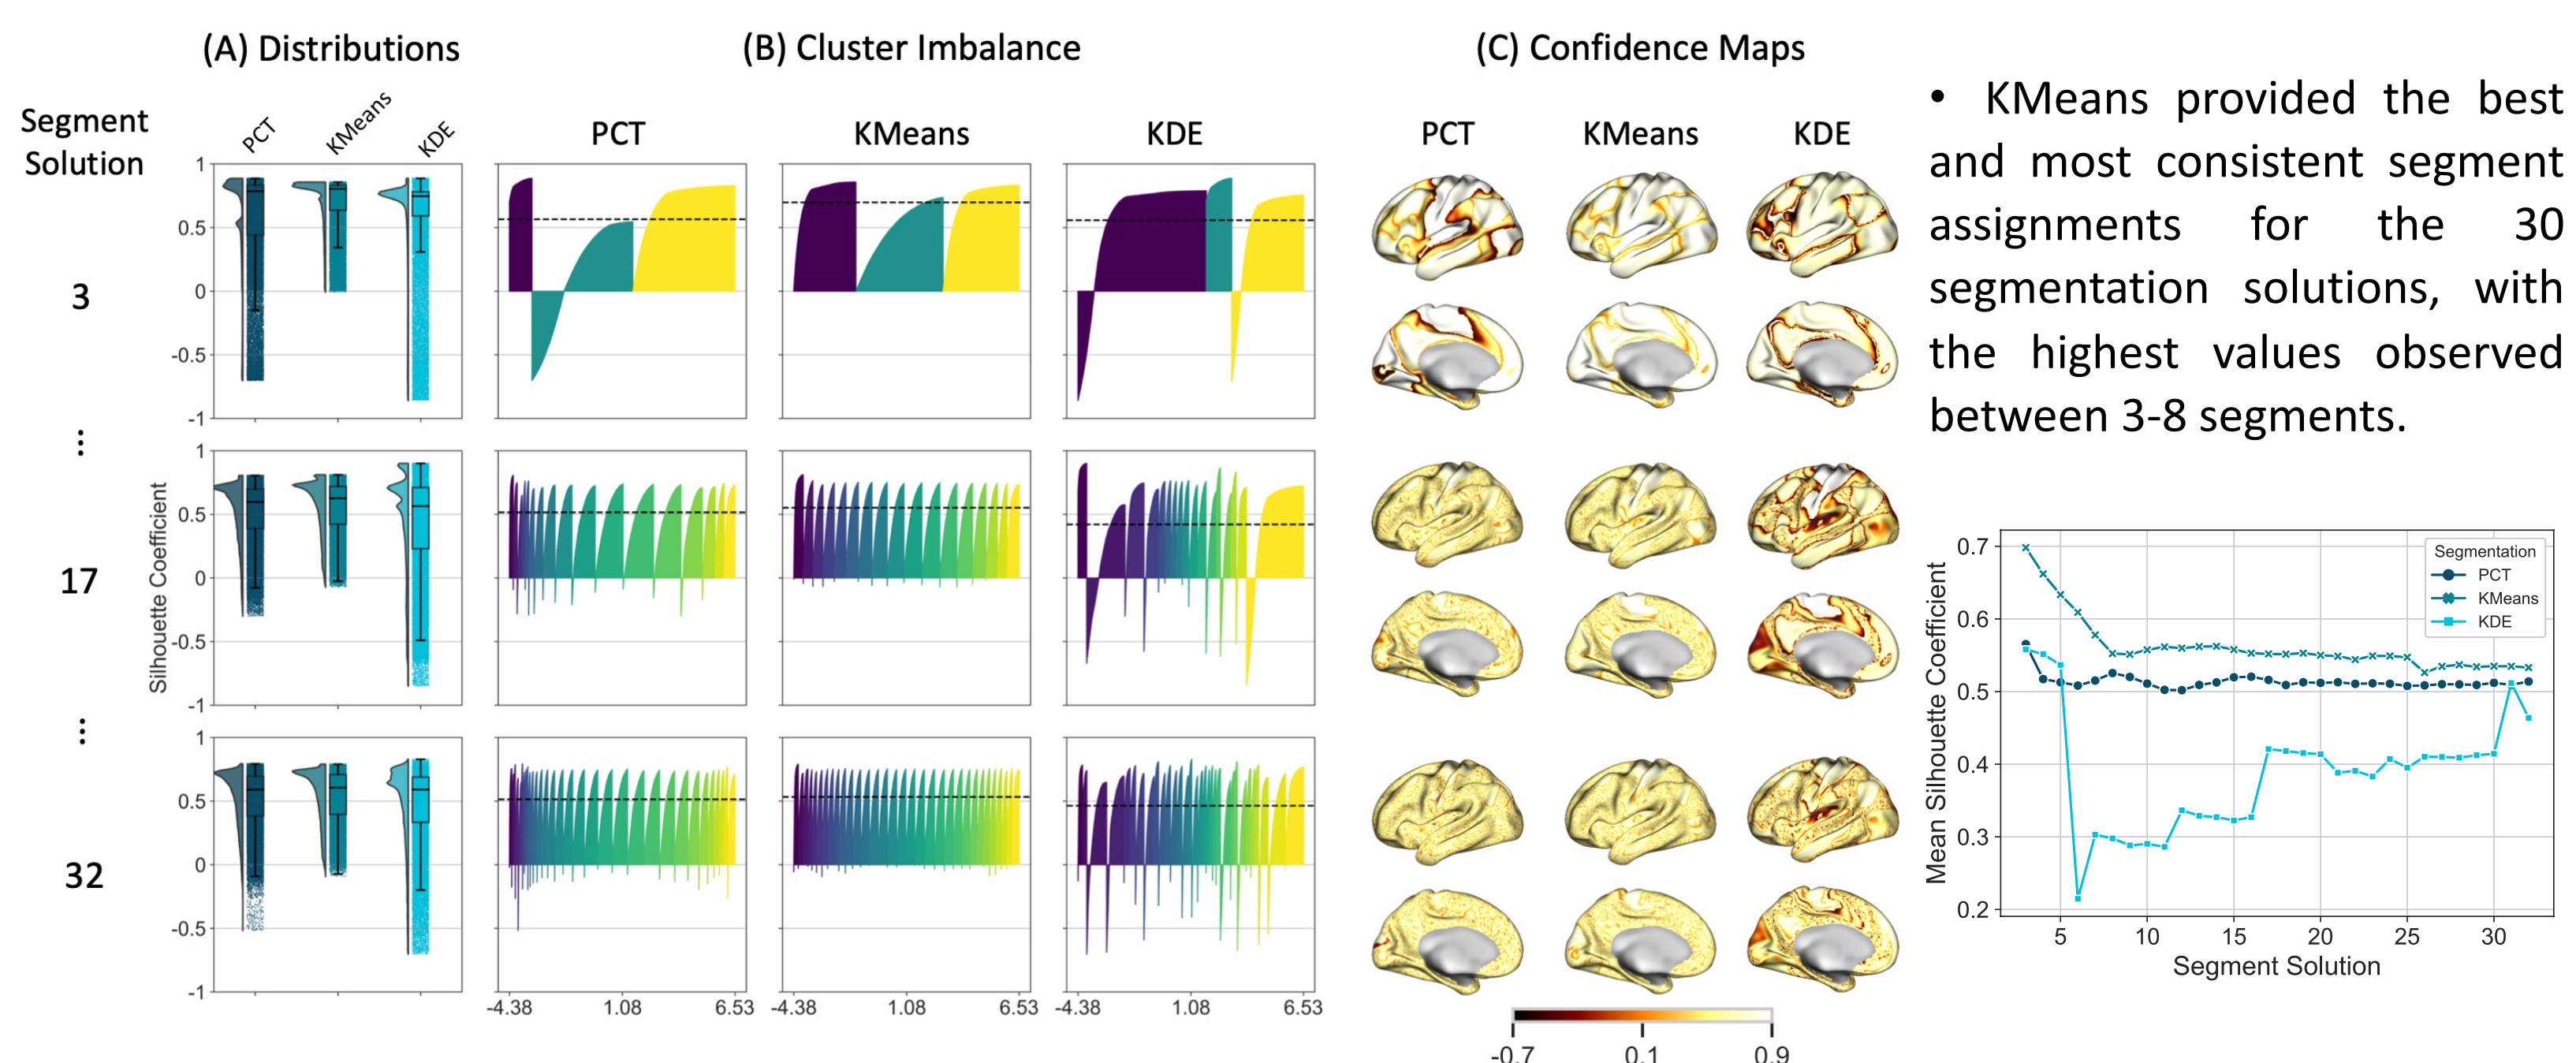 (A) Distributions
(B) Cluster Imbalance
(C) Confidence Maps
Segment
Solution
PCT
KMeans
KDE
PCT
KMeans
KDE
PCT
KMeans
KDE
3
⋮
17
⋮
32
Silhouette Coefficient
1
0.5
0
-0.5
-1
1
0.5
0
-0.5
-1
1
0.5
0
-0.5
-1
-4.38
1.08
6.53
-4.38
1.08
6.53
-4.38
1.08
6.53
-0.7
0.1
0.9
• KMeans provided the best
and most consistent segment
assignments for the 30
segmentation solutions, with
the highest values observed
between 3-8 segments.
Mean Silhouette Coefficient
0.7
0.6
0.5
0.4
0.3
0.2
Segmentation
PCT
KMeans
KDE
5
10
15
20
25
30
Segment Solution